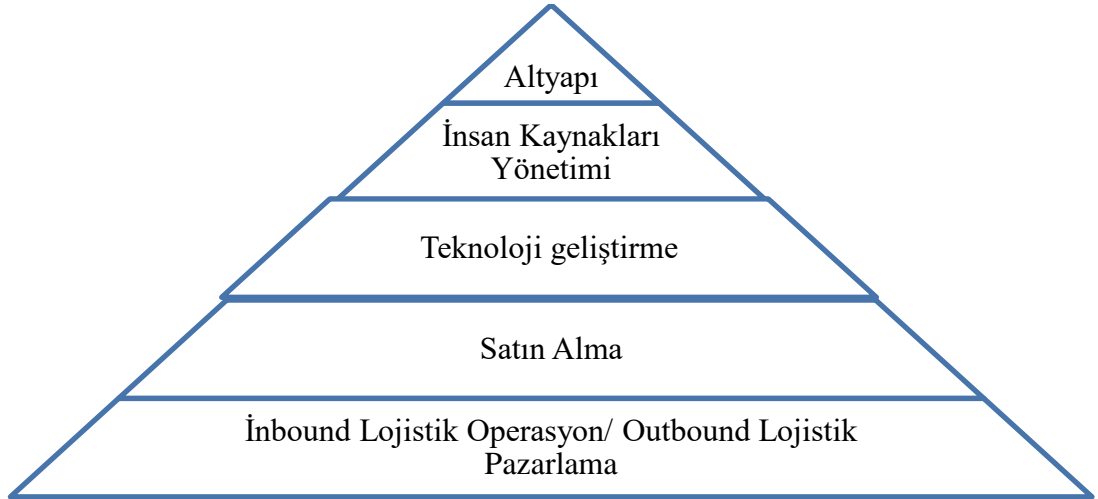 Altyapı
İnsan Kaynakları
Yönetimi
Teknoloji geliştirme
Satın Alma
İnbound Lojistik Operasyon/ Outbound Lojistik
Pazarlama